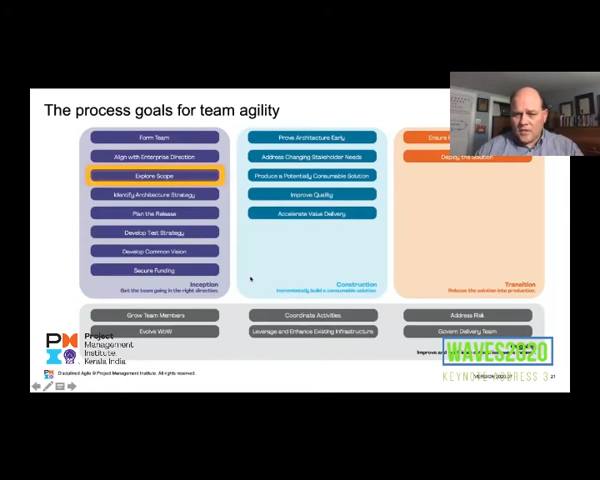 The process goals for team agility
Form Team
Align with Enterprise Direction
Explore Scope
Identify Architecture Strategy
Plan the Release
Develop Test Strategy
Develop Common Vision
Secure Funding
Inception
Get the team going in the right direction.
Prove Architecture Early
Address Changing Stakeholder Needs
Produce a Potentially Consumable Solution
Improve Quality
Accelerate Value Delivery
Construction
Incrementally build a consumable solution.
Ensure
Deploy the Solution
Transition
Release the solution into production.
Grow Team Members
Coordinate Activities
Address Risk
Evolve WoW
Leverage and Enhance Existing Infrastructure
Govern Delivery Team
Improve and
Project
Management
Institute.
Kerala India
WAVES2020
KEYNOTE ADDRESS 3
Disciplined Agile © Project Management Institute. All rights reserved.
21